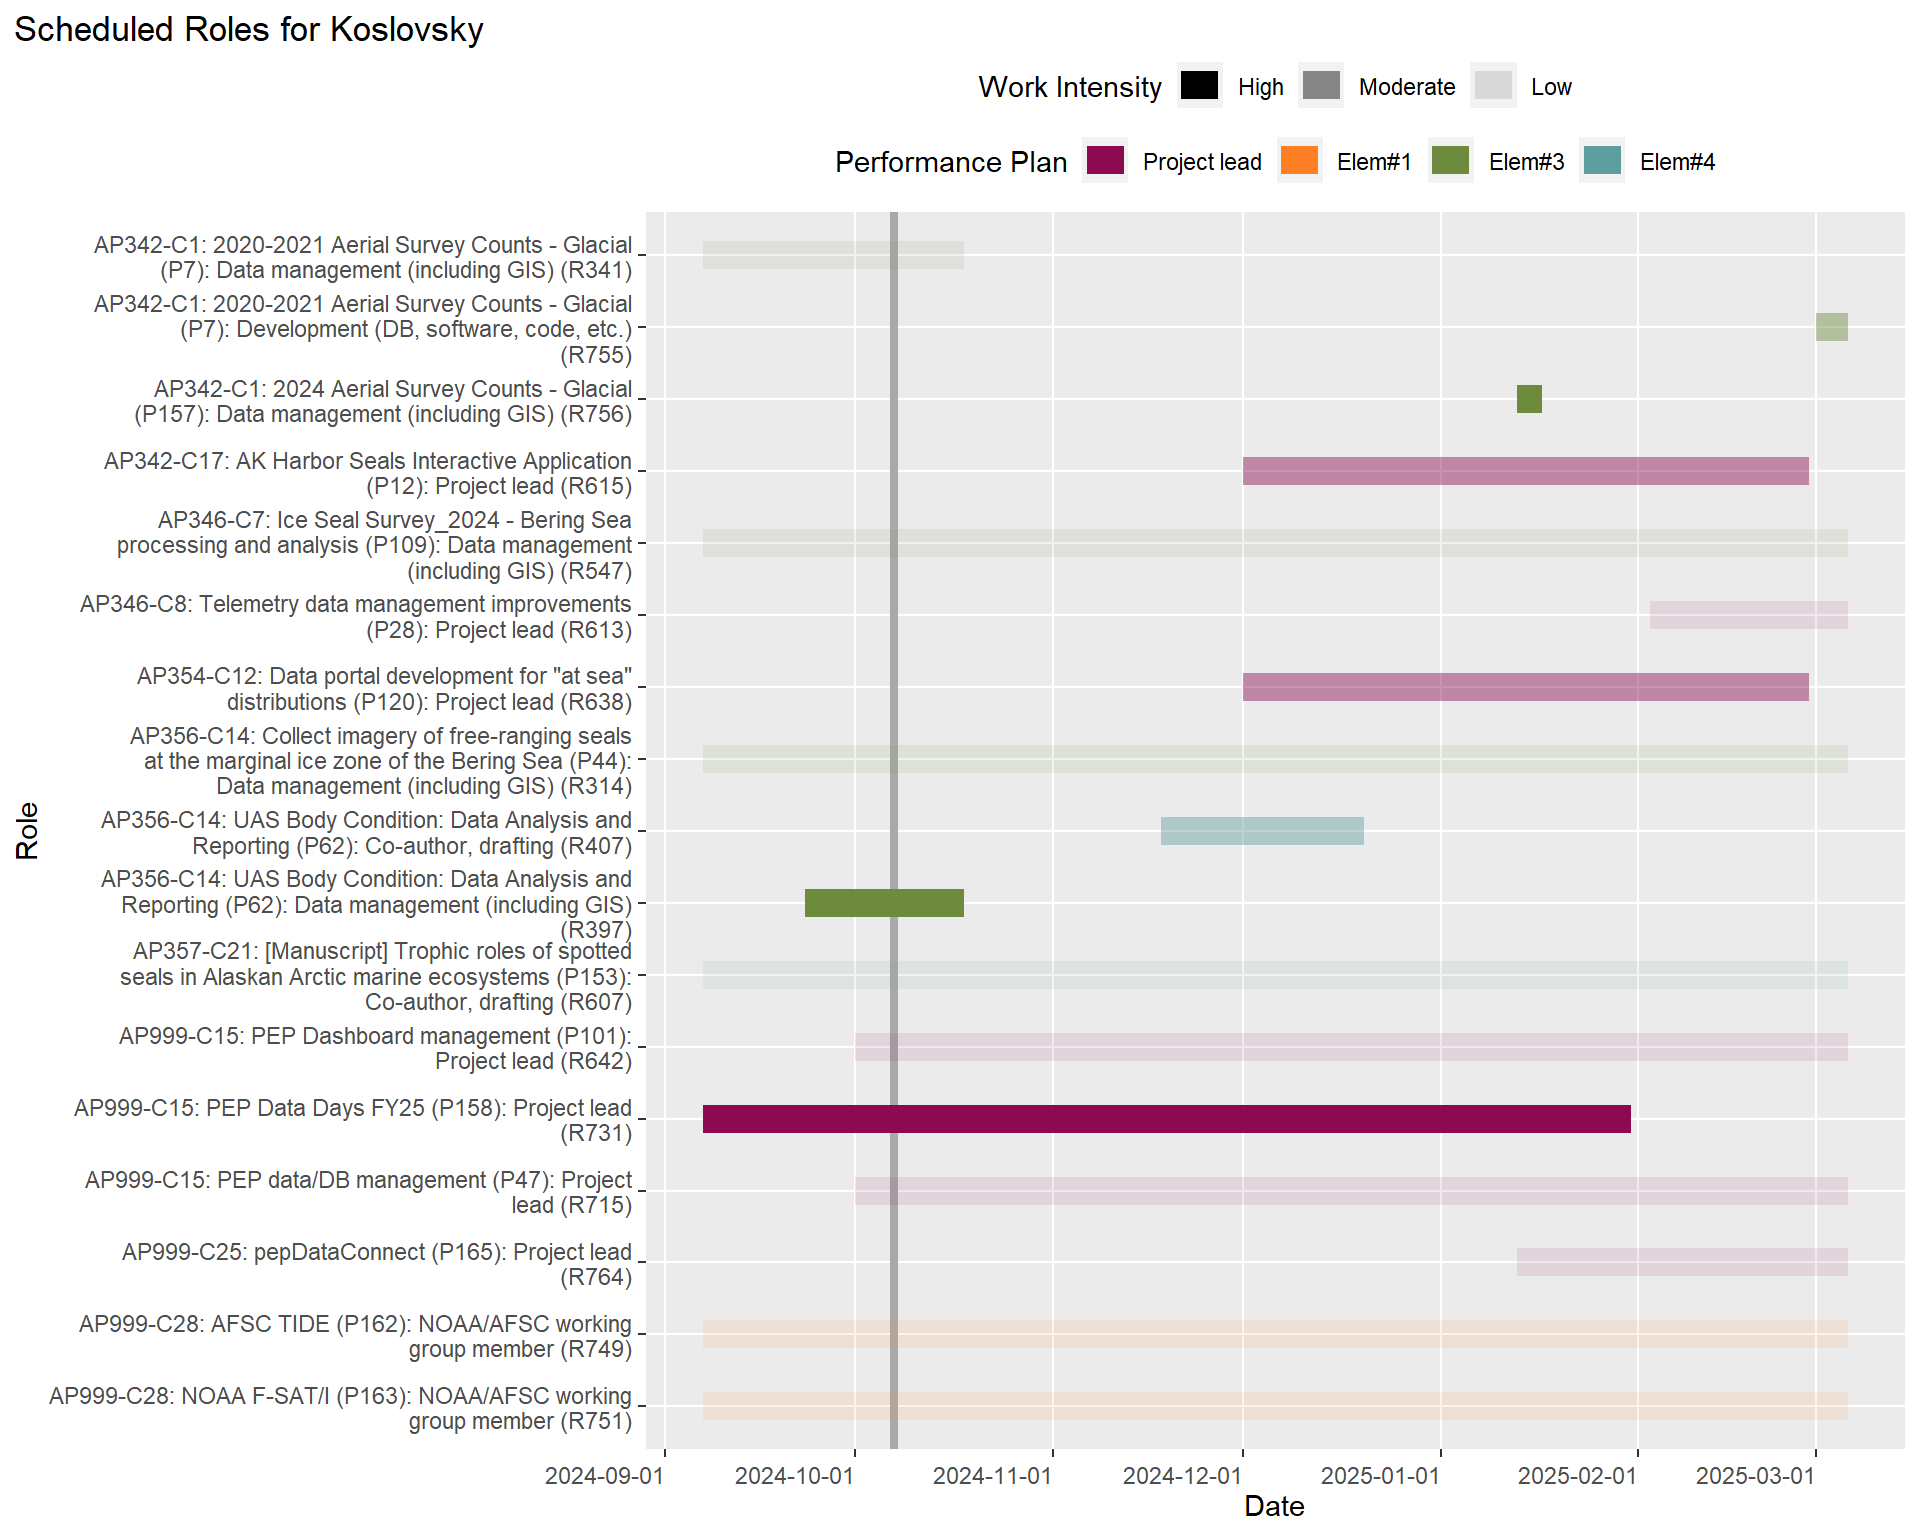 Scheduled Roles for Koslovsky
Work Intensity High Moderate Low
Performance Plan Project lead Elem#1 Elem#3 Elem#4
AP342-C1: 2020-2021 Aerial Survey Counts - Glacial
(P7): Data management (including GIS) (R341)
AP342-C1: 2020-2021 Aerial Survey Counts - Glacial
(P7): Development (DB, software, code, etc.)
(R755)
AP342-C1: 2024 Aerial Survey Counts - Glacial
(P157): Data management (including GIS) (R756)
AP342-C17: AK Harbor Seals Interactive Application
(P12): Project lead (R615)
AP346-C7: Ice Seal Survey_2024 - Bering Sea
processing and analysis (P109): Data management
(including GIS) (R547)
AP346-C8: Telemetry data management improvements
(P28): Project lead (R613)
AP354-C12: Data portal development for "at sea"
distributions (P120): Project lead (R638)
AP356-C14: Collect imagery of free-ranging seals
at the marginal ice zone of the Bering Sea (P44):
Data management (including GIS) (R314)
AP356-C14: UAS Body Condition: Data Analysis and
Reporting (P62): Co-author, drafting (R407)
AP356-C14: UAS Body Condition: Data Analysis and
Reporting (P62): Data management (including GIS)
(R397)
AP357-C21: [Manuscript] Trophic roles of spotted
seals in Alaskan Arctic marine ecosystems (P153):
Co-author, drafting (R607)
AP999-C15: PEP Dashboard management (P101):
Project lead (R642)
AP999-C15: PEP Data Days FY25 (P158): Project lead
(R731)
AP999-C15: PEP data/DB management (P47): Project
lead (R715)
AP999-C25: pepDataConnect (P165): Project lead
(R764)
AP999-C28: AFSC TIDE (P162): NOAA/AFSC working
group member (R749)
AP999-C28: NOAA F-SAT/I (P163): NOAA/AFSC working
group member (R751)
Role
2024-09-01 2024-10-01 2024-11-01 2024-12-01 2025-01-01 2025-02-01 2025-03-01
Date